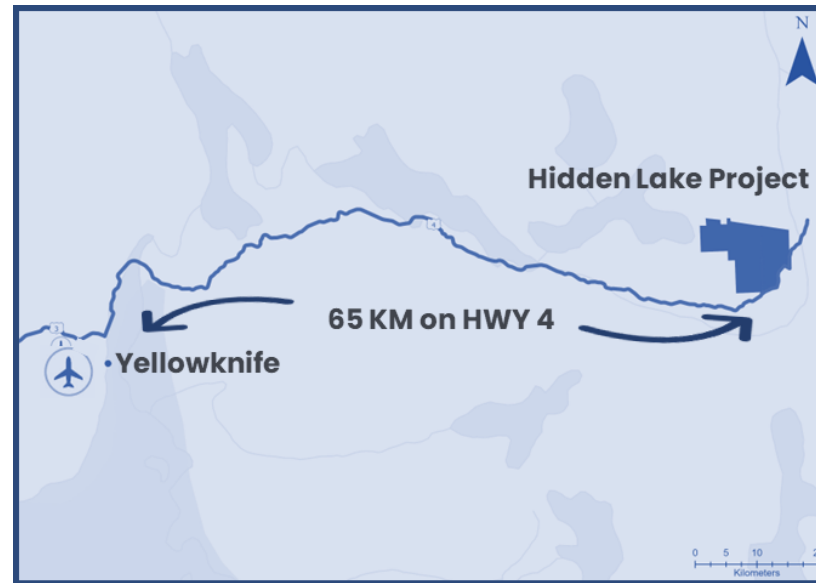 N
Hidden Lake Project
4
65 KM on HWY 4
3
Yellowknife
0 5 10
Kilometers